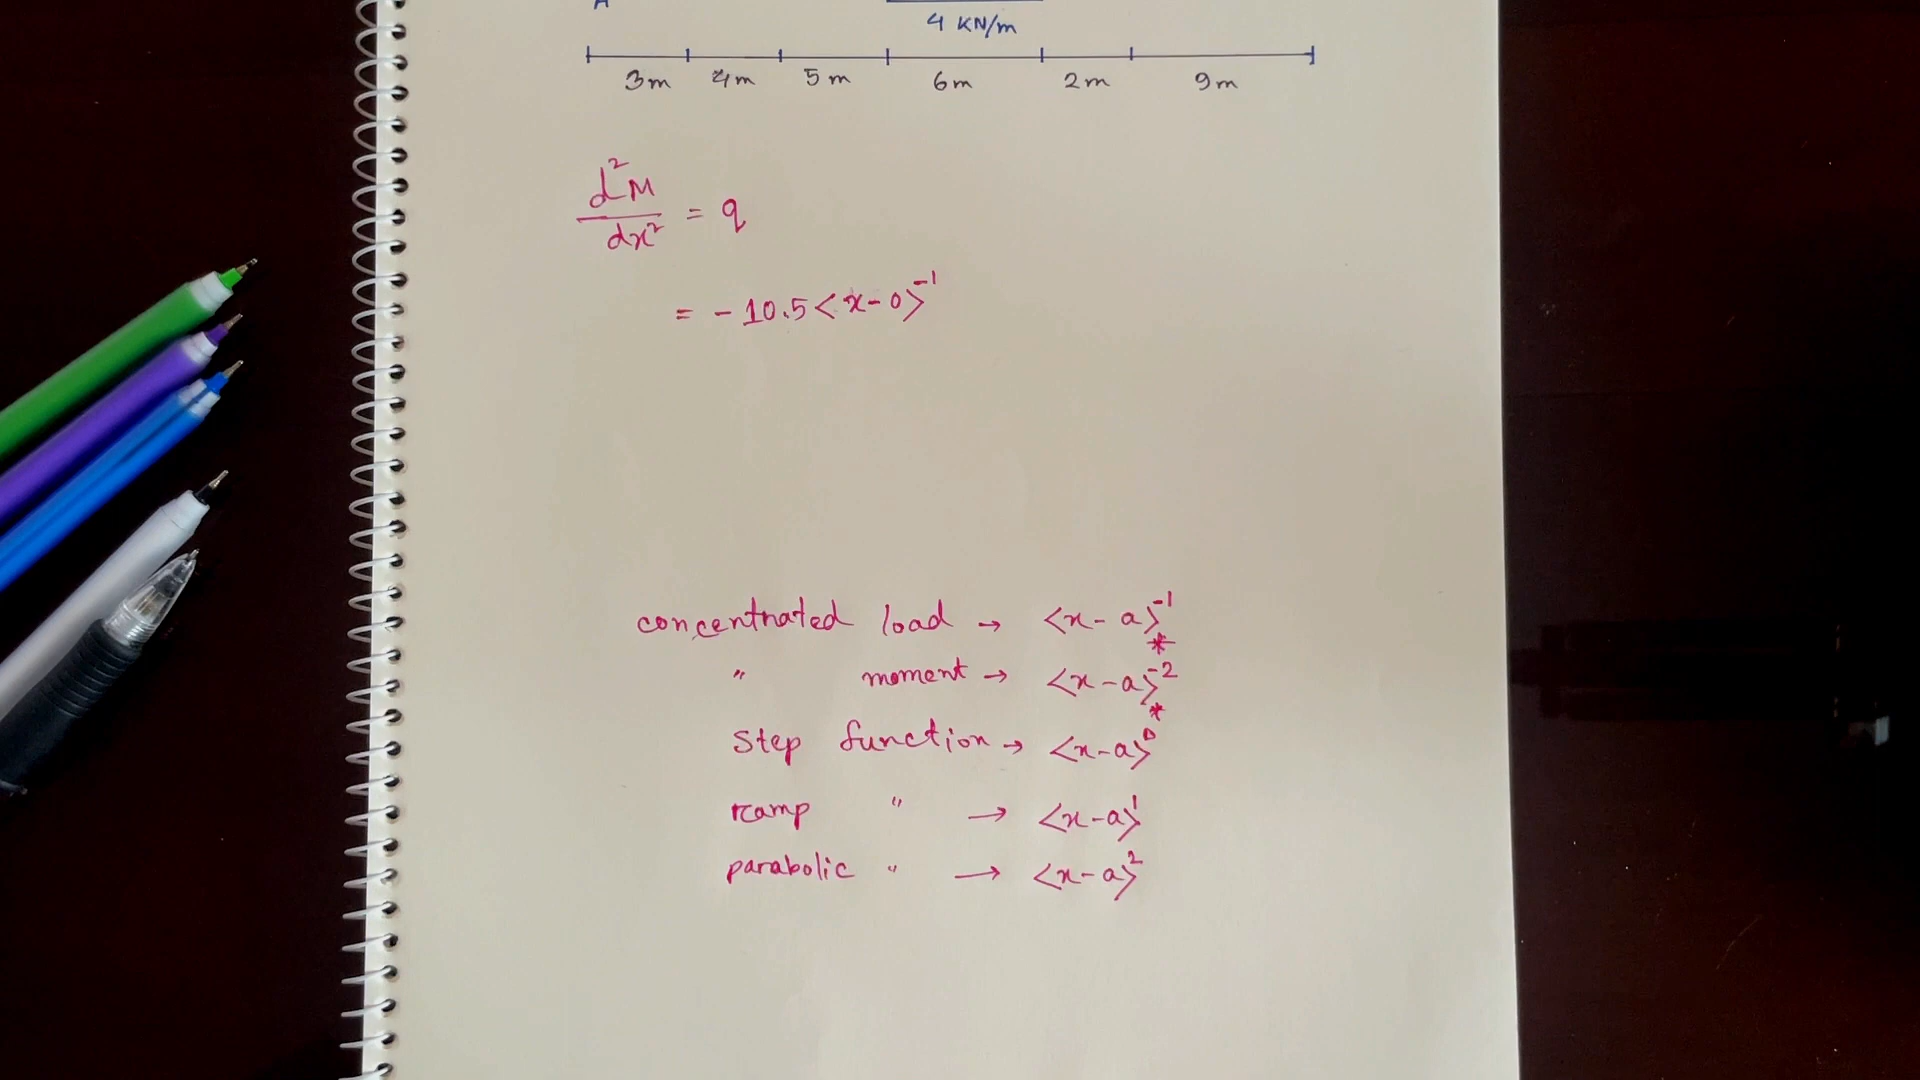 A
4 KN/m
3m 4m 5m 6m 2m 9m
d²M/dx² = q
= - 10.5<x-0>⁻¹
concentrated load → <x-a>⁻¹
*
" moment → <x-a>⁻²
*
Step function → <x-a>⁰
ramp " → <x-a>¹
parabolic " → <x-a>²